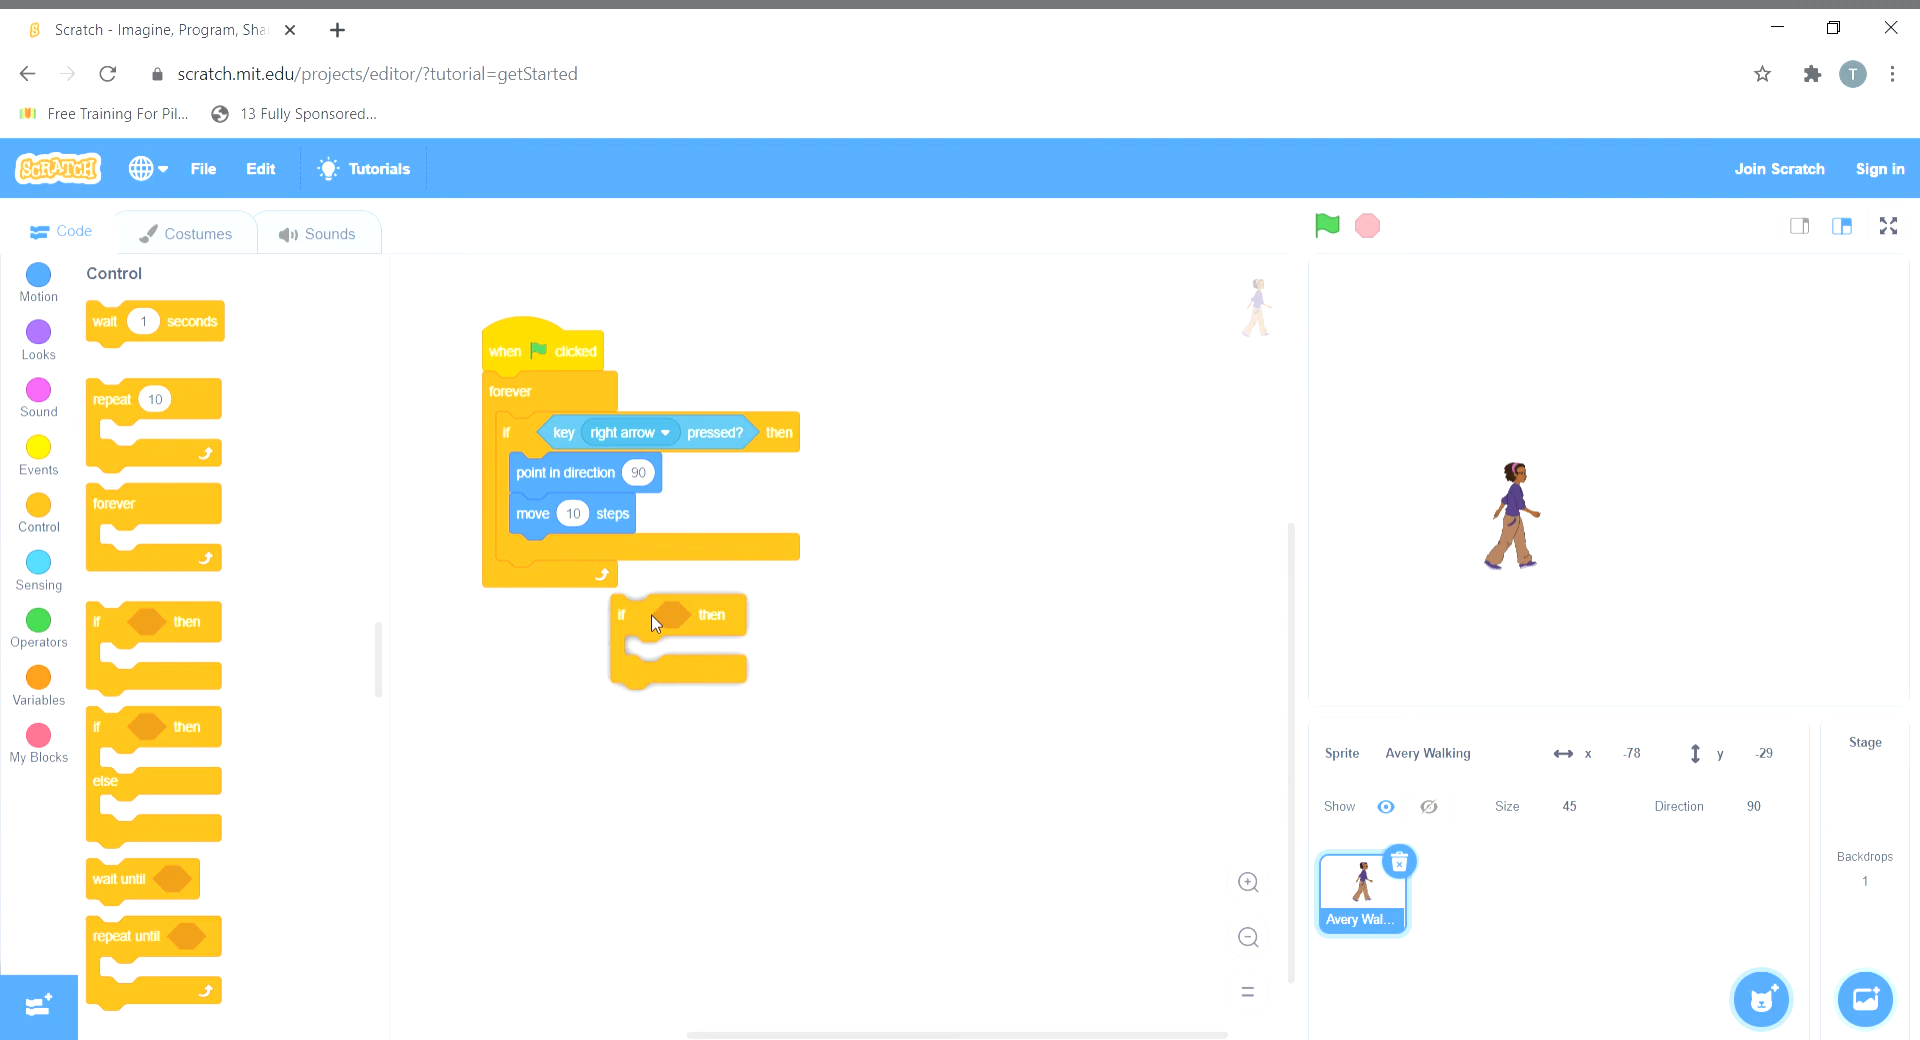 Scratch - Imagine, Program, Sha
scratch.mit.edu/projects/editor/?tutorial=getStarted
T
Free Training For Pil... 13 Fully Sponsored...
SCRATCH File Edit Tutorials Join Scratch Sign in
Code Costumes Sounds
Motion
Looks
Sound
Events
Control
Sensing
Operators
Variables
My Blocks
Control
wait 1 seconds
repeat 10
forever
if then
if then
else
wait until
repeat until
when clicked
forever
if key right arrow pressed? then
point in direction 90
move 10 steps
if then
Sprite Avery Walking x -78 y -29
Show Size 45 Direction 90
Avery Wal...
Stage
Backdrops
1